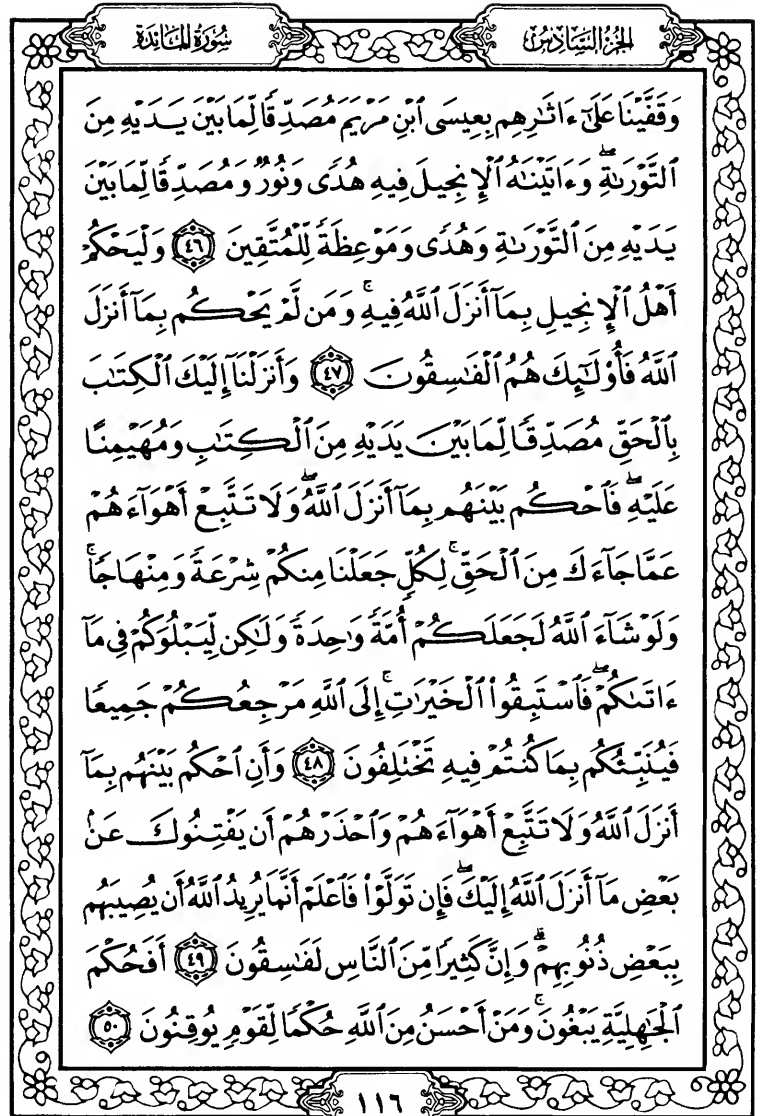 سُورَةُ المَائِدَةِ
الجُزْءُ السَّادِسُ
وَقَفَّيْنَا عَلَىٰٓ ءَاثَٰرِهِم بِعِيسَى ٱبْنِ مَرْيَمَ مُصَدِّقًا لِّمَا بَيْنَ يَدَيْهِ مِنَ
ٱلتَّوْرَىٰةِۖ وَءَاتَيْنَٰهُ ٱلْإِنجِيلَ فِيهِ هُدًى وَنُورٌ وَمُصَدِّقًا لِّمَا بَيْنَ
يَدَيْهِ مِنَ ٱلتَّوْرَىٰةِ وَهُدًى وَمَوْعِظَةً لِّلْمُتَّقِينَ ﴿٤٦﴾ وَلْيَحْكُمْ
أَهْلُ ٱلْإِنجِيلِ بِمَآ أَنزَلَ ٱللَّهُ فِيهِۚ وَمَن لَّمْ يَحْكُم بِمَآ أَنزَلَ
ٱللَّهُ فَأُو۟لَٰٓئِكَ هُمُ ٱلْفَٰسِقُونَ ﴿٤٧﴾ وَأَنزَلْنَآ إِلَيْكَ ٱلْكِتَٰبَ
بِٱلْحَقِّ مُصَدِّقًا لِّمَا بَيْنَ يَدَيْهِ مِنَ ٱلْكِتَٰبِ وَمُهَيْمِنًا
عَلَيْهِۖ فَٱحْكُم بَيْنَهُم بِمَآ أَنزَلَ ٱللَّهُۖ وَلَا تَتَّبِعْ أَهْوَآءَهُمْ
عَمَّا جَآءَكَ مِنَ ٱلْحَقِّۚ لِكُلٍّ جَعَلْنَا مِنكُمْ شِرْعَةً وَمِنْهَاجًاۚ
وَلَوْ شَآءَ ٱللَّهُ لَجَعَلَكُمْ أُمَّةً وَٰحِدَةً وَلَٰكِن لِّيَبْلُوَكُمْ فِى مَآ
ءَاتَىٰكُمْۖ فَٱسْتَبِقُوا۟ ٱلْخَيْرَٰتِۚ إِلَى ٱللَّهِ مَرْجِعُكُمْ جَمِيعًا
فَيُنَبِّئُكُم بِمَا كُنتُمْ فِيهِ تَخْتَلِفُونَ ﴿٤٨﴾ وَأَنِ ٱحْكُم بَيْنَهُم بِمَآ
أَنزَلَ ٱللَّهُ وَلَا تَتَّبِعْ أَهْوَآءَهُمْ وَٱحْذَرْهُمْ أَن يَفْتِنُوكَ عَنۢ
بَعْضِ مَآ أَنزَلَ ٱللَّهُ إِلَيْكَۖ فَإِن تَوَلَّوْا۟ فَٱعْلَمْ أَنَّمَا يُرِيدُ ٱللَّهُ أَن يُصِيبَهُم
بِبَعْضِ ذُنُوبِهِمْۗ وَإِنَّ كَثِيرًا مِّنَ ٱلنَّاسِ لَفَٰسِقُونَ ﴿٤٩﴾ أَفَحُكْمَ
ٱلْجَٰهِلِيَّةِ يَبْغُونَۚ وَمَنْ أَحْسَنُ مِنَ ٱللَّهِ حُكْمًا لِّقَوْمٍ يُوقِنُونَ ﴿٥٠﴾
١١٦